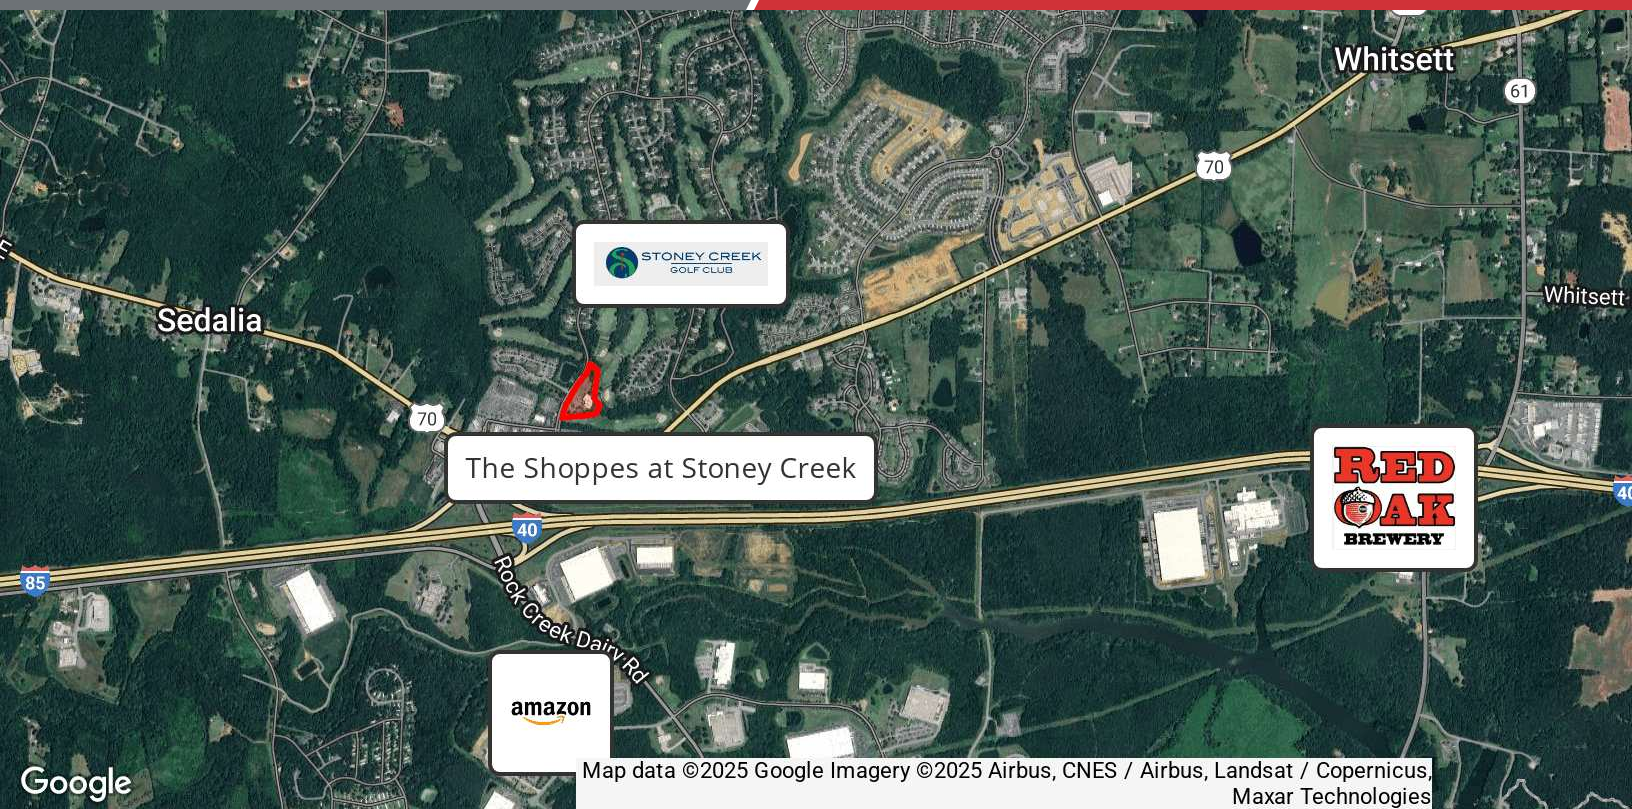 Whitsett
61
70
STONEY CREEK
GOLF CLUB
E
Whitsett
Sedalia
70
The Shoppes at Stoney Creek
RED
OAK
BREWERY
40
40
85
Rock Creek Dairy Rd
amazon
Google
Map data ©2025 Google Imagery ©2025 Airbus, CNES / Airbus, Landsat / Copernicus,
Maxar Technologies